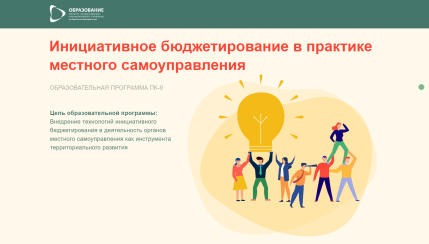 ОБРАЗОВАНИЕ
Инициативное бюджетирование в практике
местного самоуправления
ОБРАЗОВАТЕЛЬНАЯ ПРОГРАММА ПК-9
Цель образовательной программы:
Внедрение технологий инициативного
бюджетирования в деятельность органов
местного самоуправления как инструмента
территориального развития